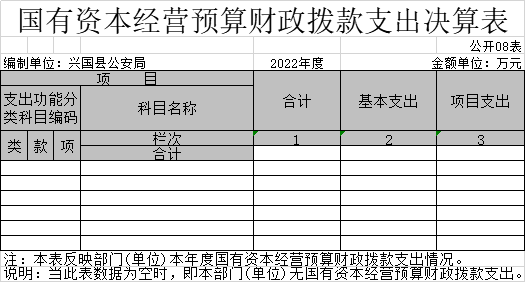 国有资本经营预算财政拨款支出决算表
公开08表
编制单位：兴国县公安局 2022年度 金额单位：万元
项 目 合计 基本支出 项目支出
支出功能分类科目编码 科目名称
类 款 项 栏次 1 2 3
合计
注：本表反映部门(单位)本年度国有资本经营预算财政拨款支出情况。
说明：当此表数据为空时，即本部门(单位)无国有资本经营预算财政拨款支出。